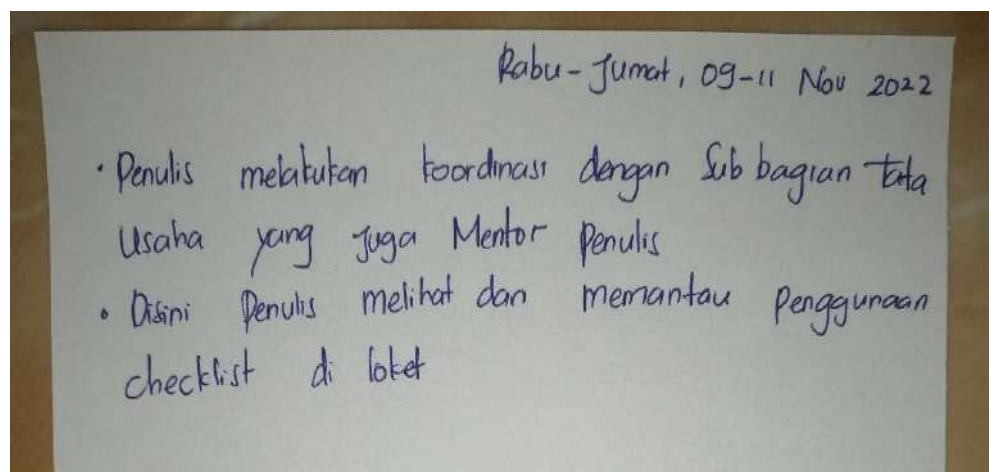 Rabu - Jumat, 09-11 Nov 2022
• Penulis melakukan koordinasi dengan Sub bagian Tata
Usaha yang juga Mentor Penulis
• Disini Penulis melihat dan memantau Penggunaan
checklist di loket